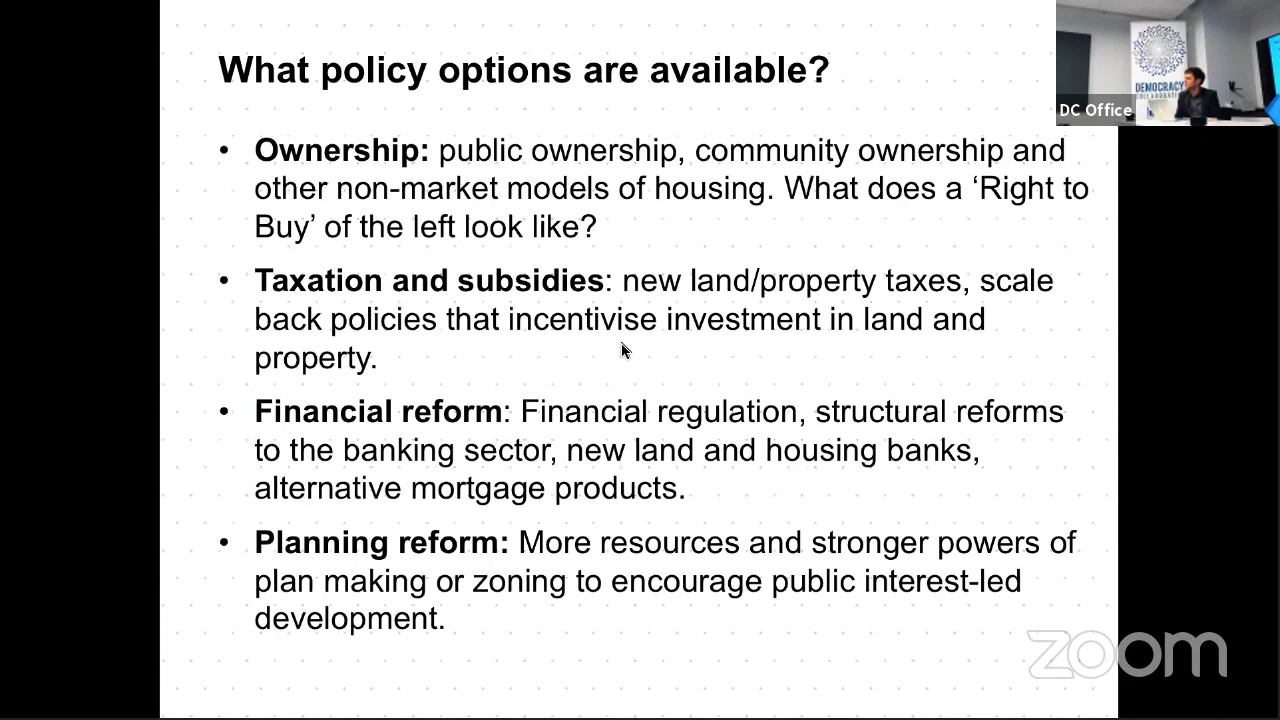 What policy options are available?
• Ownership: public ownership, community ownership and
other non-market models of housing. What does a ‘Right to
Buy’ of the left look like?
• Taxation and subsidies: new land/property taxes, scale
back policies that incentivise investment in land and
property.
• Financial reform: Financial regulation, structural reforms
to the banking sector, new land and housing banks,
alternative mortgage products.
• Planning reform: More resources and stronger powers of
plan making or zoning to encourage public interest-led
development.
DEMOCRACY
COLLABORATIVE
DC Office
zoom